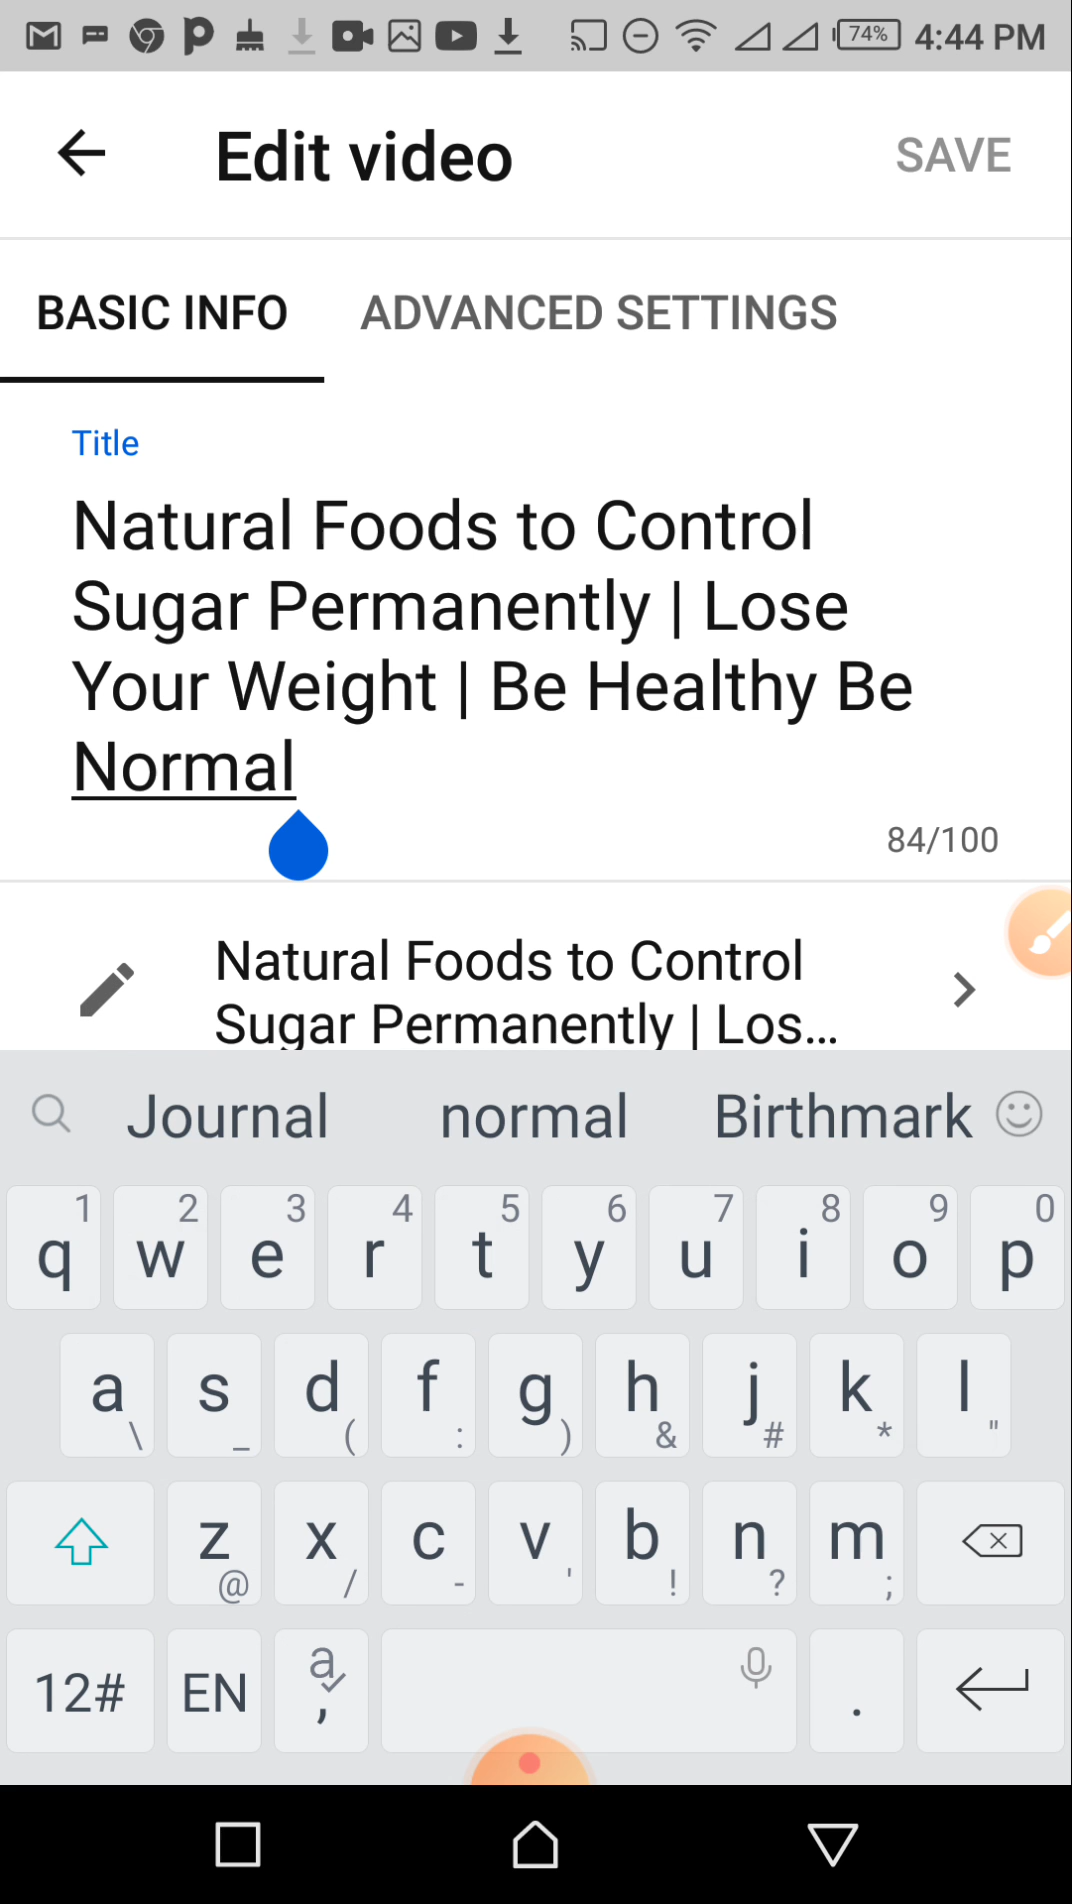 74% 4:44 PM
Edit video SAVE
BASIC INFO ADVANCED SETTINGS
Title
Natural Foods to Control
Sugar Permanently | Lose
Your Weight | Be Healthy Be
Normal
84/100
Natural Foods to Control
Sugar Permanently | Los...
Journal normal Birthmark
1 2 3 4 5 6 7 8 9 0
q w e r t y u i o p
a s d f g h j k l
\ _ ( : ) & # * "
z x c v b n m
@ / - ' ! ? ;
12# EN a , .